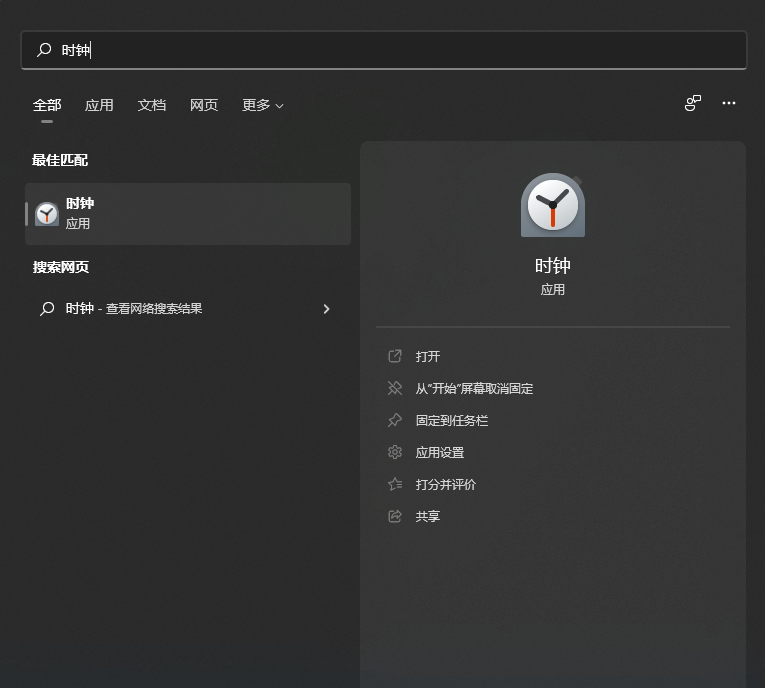 时钟
全部 应用 文档 网页 更多
最佳匹配
时钟
应用
搜索网页
时钟 - 查看网络搜索结果
时钟
应用
打开
从"开始"屏幕取消固定
固定到任务栏
应用设置
打分并评价
共享